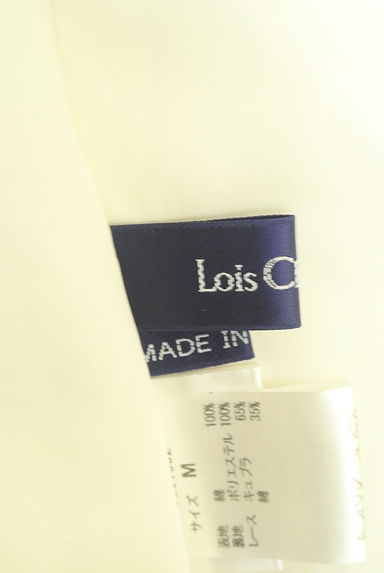 Lois C
MADE IN
サイズ M
表地 綿 100%
裏地 ポリエステル 100%
レース キュプラ 65%
綿 35%